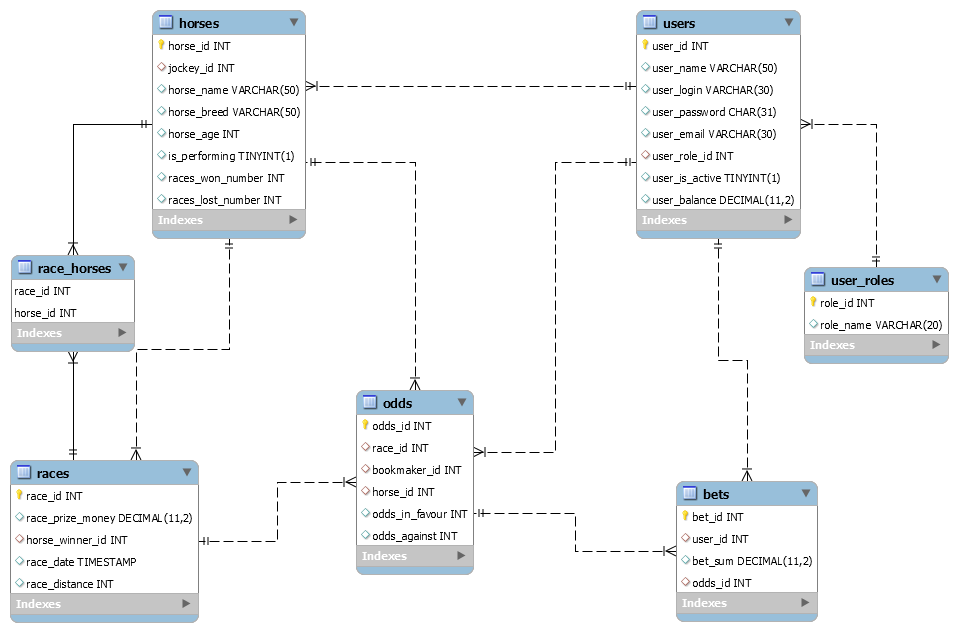 horses
horse_id INT
jockey_id INT
horse_name VARCHAR(50)
horse_breed VARCHAR(50)
horse_age INT
is_performing TINYINT(1)
races_won_number INT
races_lost_number INT
Indexes
users
user_id INT
user_name VARCHAR(50)
user_login VARCHAR(30)
user_password CHAR(31)
user_email VARCHAR(30)
user_role_id INT
user_is_active TINYINT(1)
user_balance DECIMAL(11,2)
Indexes
race_horses
race_id INT
horse_id INT
Indexes
user_roles
role_id INT
role_name VARCHAR(20)
Indexes
odds
odds_id INT
race_id INT
bookmaker_id INT
horse_id INT
odds_in_favour INT
odds_against INT
Indexes
races
race_id INT
race_prize_money DECIMAL(11,2)
horse_winner_id INT
race_date TIMESTAMP
race_distance INT
Indexes
bets
bet_id INT
user_id INT
bet_sum DECIMAL(11,2)
odds_id INT
Indexes